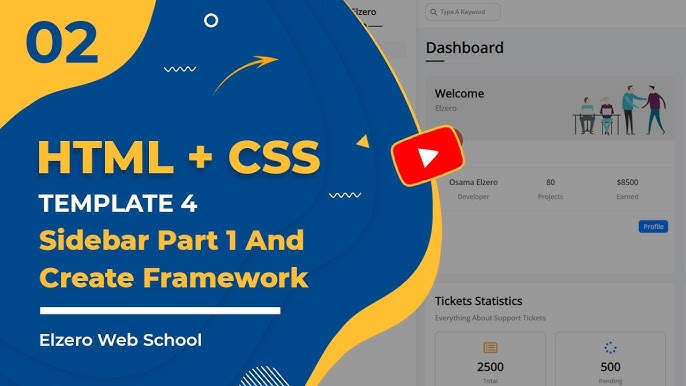 02
HTML + CSS
TEMPLATE 4
Sidebar Part 1 And
Create Framework
Elzero Web School
Elzero
Type A Keyword
Dashboard
Welcome
Elzero
Osama Elzero
80
$8500
Developer
Projects
Earned
Profile
Tickets Statistics
Everything About Support Tickets
2500
500
Total
Pending